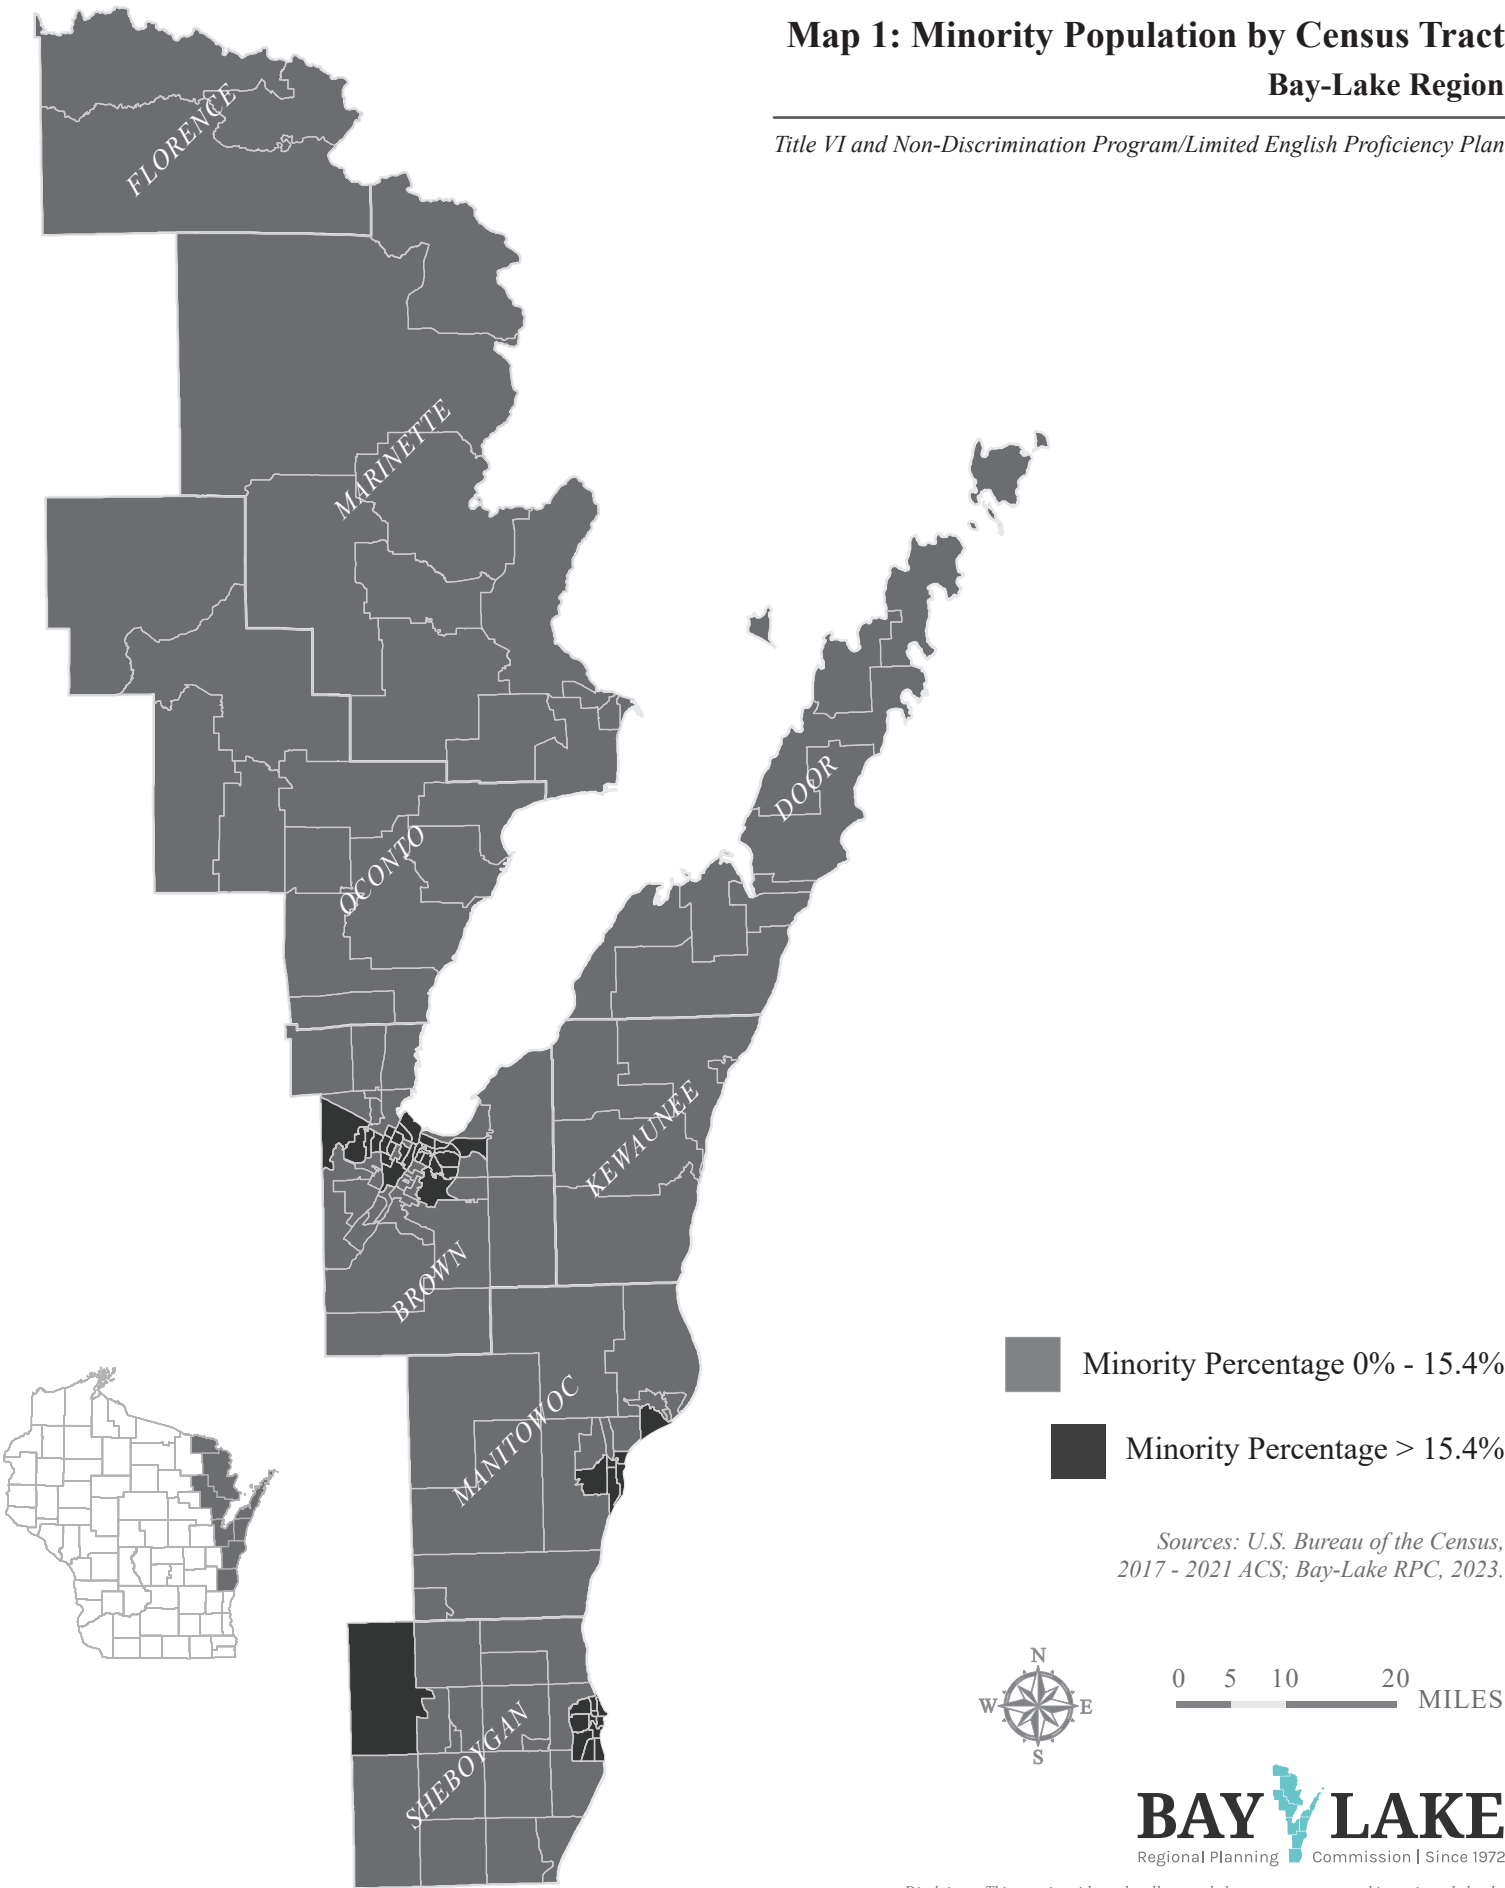 Map 1: Minority Population by Census Tract
Bay-Lake Region
Title VI and Non-Discrimination Program/Limited English Proficiency Plan
FLORENCE
MARINETTE
DOOR
OCONTO
KEWAUNEE
BROWN
MANITOWOC
SHEBOYGAN
Minority Percentage 0% - 15.4%
Minority Percentage > 15.4%
Sources: U.S. Bureau of the Census,
2017 - 2021 ACS; Bay-Lake RPC, 2023.
N
W E
S
0 5 10 20
MILES
BAY LAKE
Regional Planning Commission | Since 1972